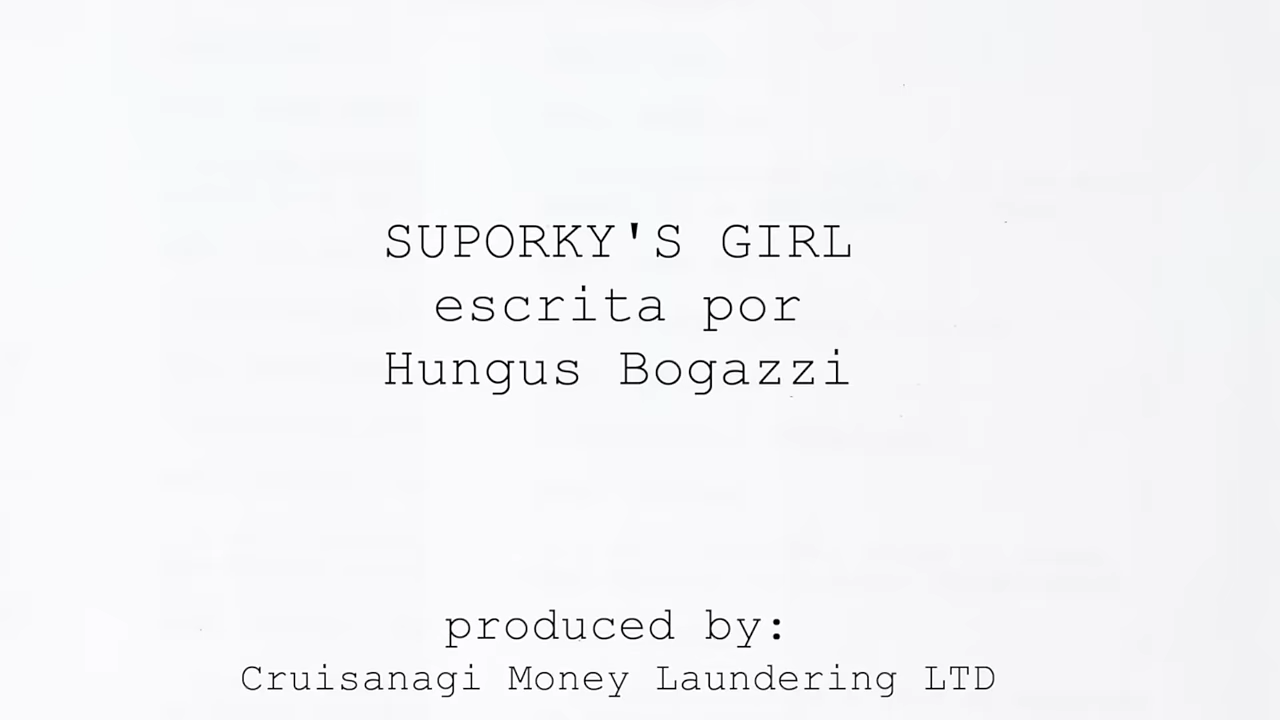 SUPORKY'S GIRL
escrita por
Hungus Bogazzi
produced by:
Cruisanagi Money Laundering LTD